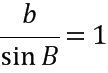 b / sin B = 1